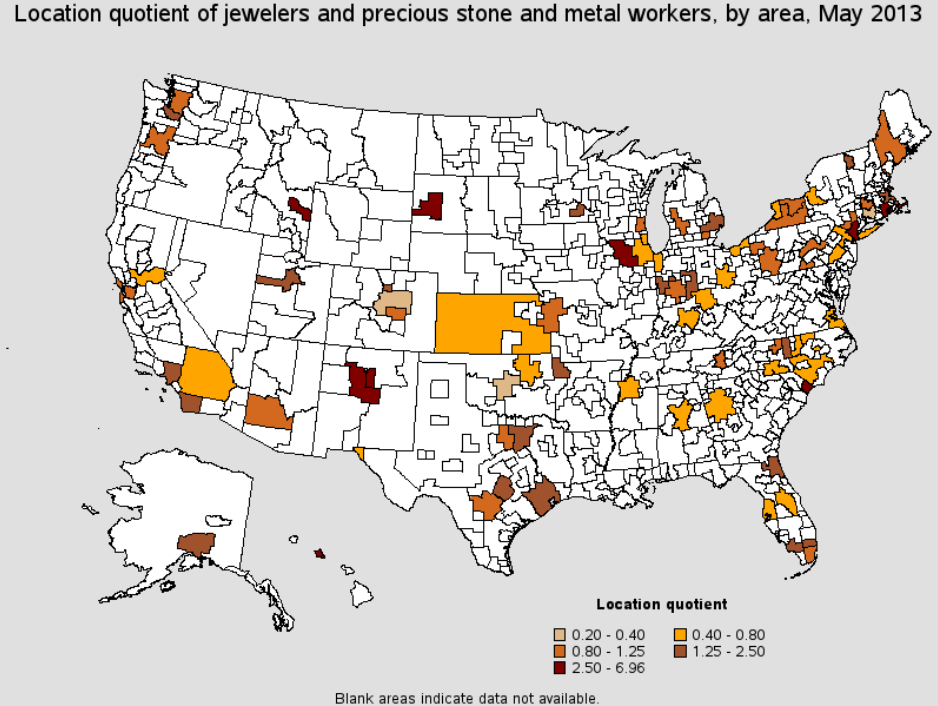 Location quotient of jewelers and precious stone and metal workers, by area, May 2013
Location quotient
0.20 - 0.40
0.40 - 0.80
0.80 - 1.25
1.25 - 2.50
2.50 - 6.96
Blank areas indicate data not available.